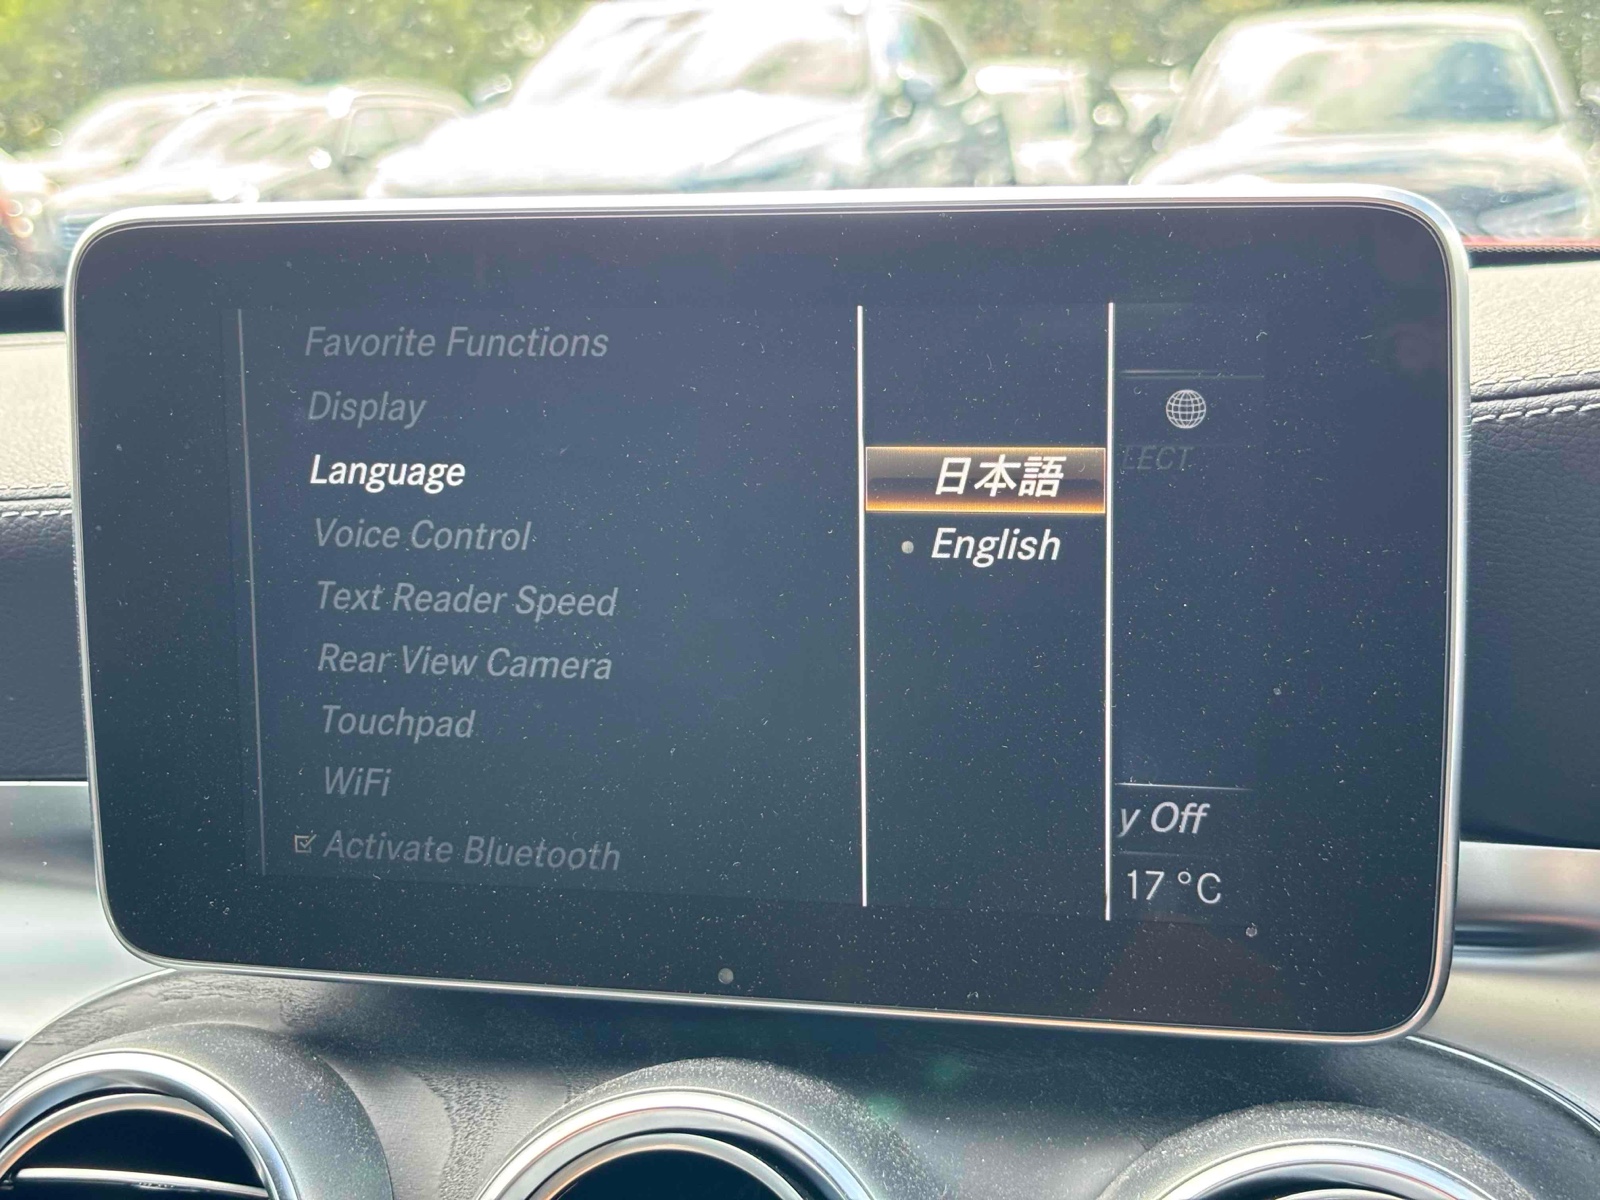 Favorite Functions
Display
Language
Voice Control
Text Reader Speed
Rear View Camera
Touchpad
WiFi
Activate Bluetooth
日本語
English
LECT
y Off
17 °C